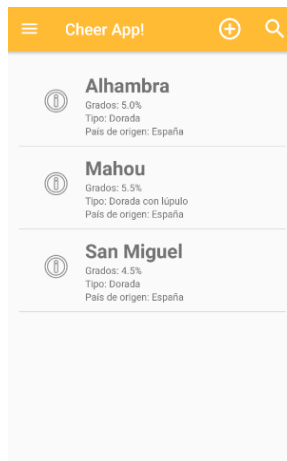 Cheer App!
Alhambra
Grados: 5.0%
Tipo: Dorada
País de origen: España
Mahou
Grados: 5.5%
Tipo: Dorada con lúpulo
País de origen: España
San Miguel
Grados: 4.5%
Tipo: Dorada
País de origen: España